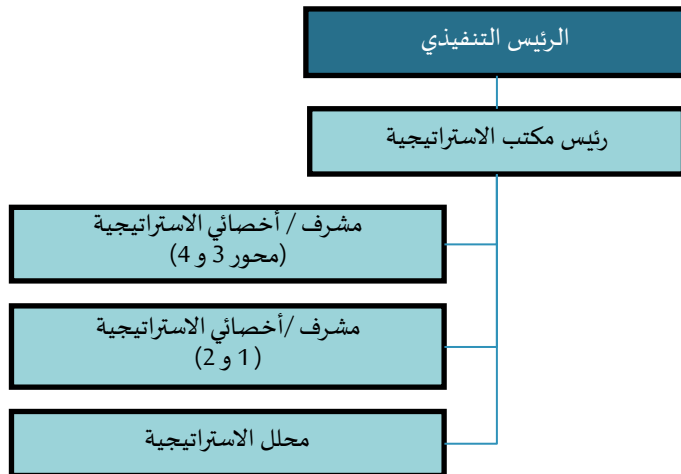 الرئيس التنفيذي
رئيس مكتب الاستراتيجية
مشرف / أخصائي الاستراتيجية
(محور 3 و 4)
مشرف /أخصائي الاستراتيجية
(1 و 2)
محلل الاستراتيجية